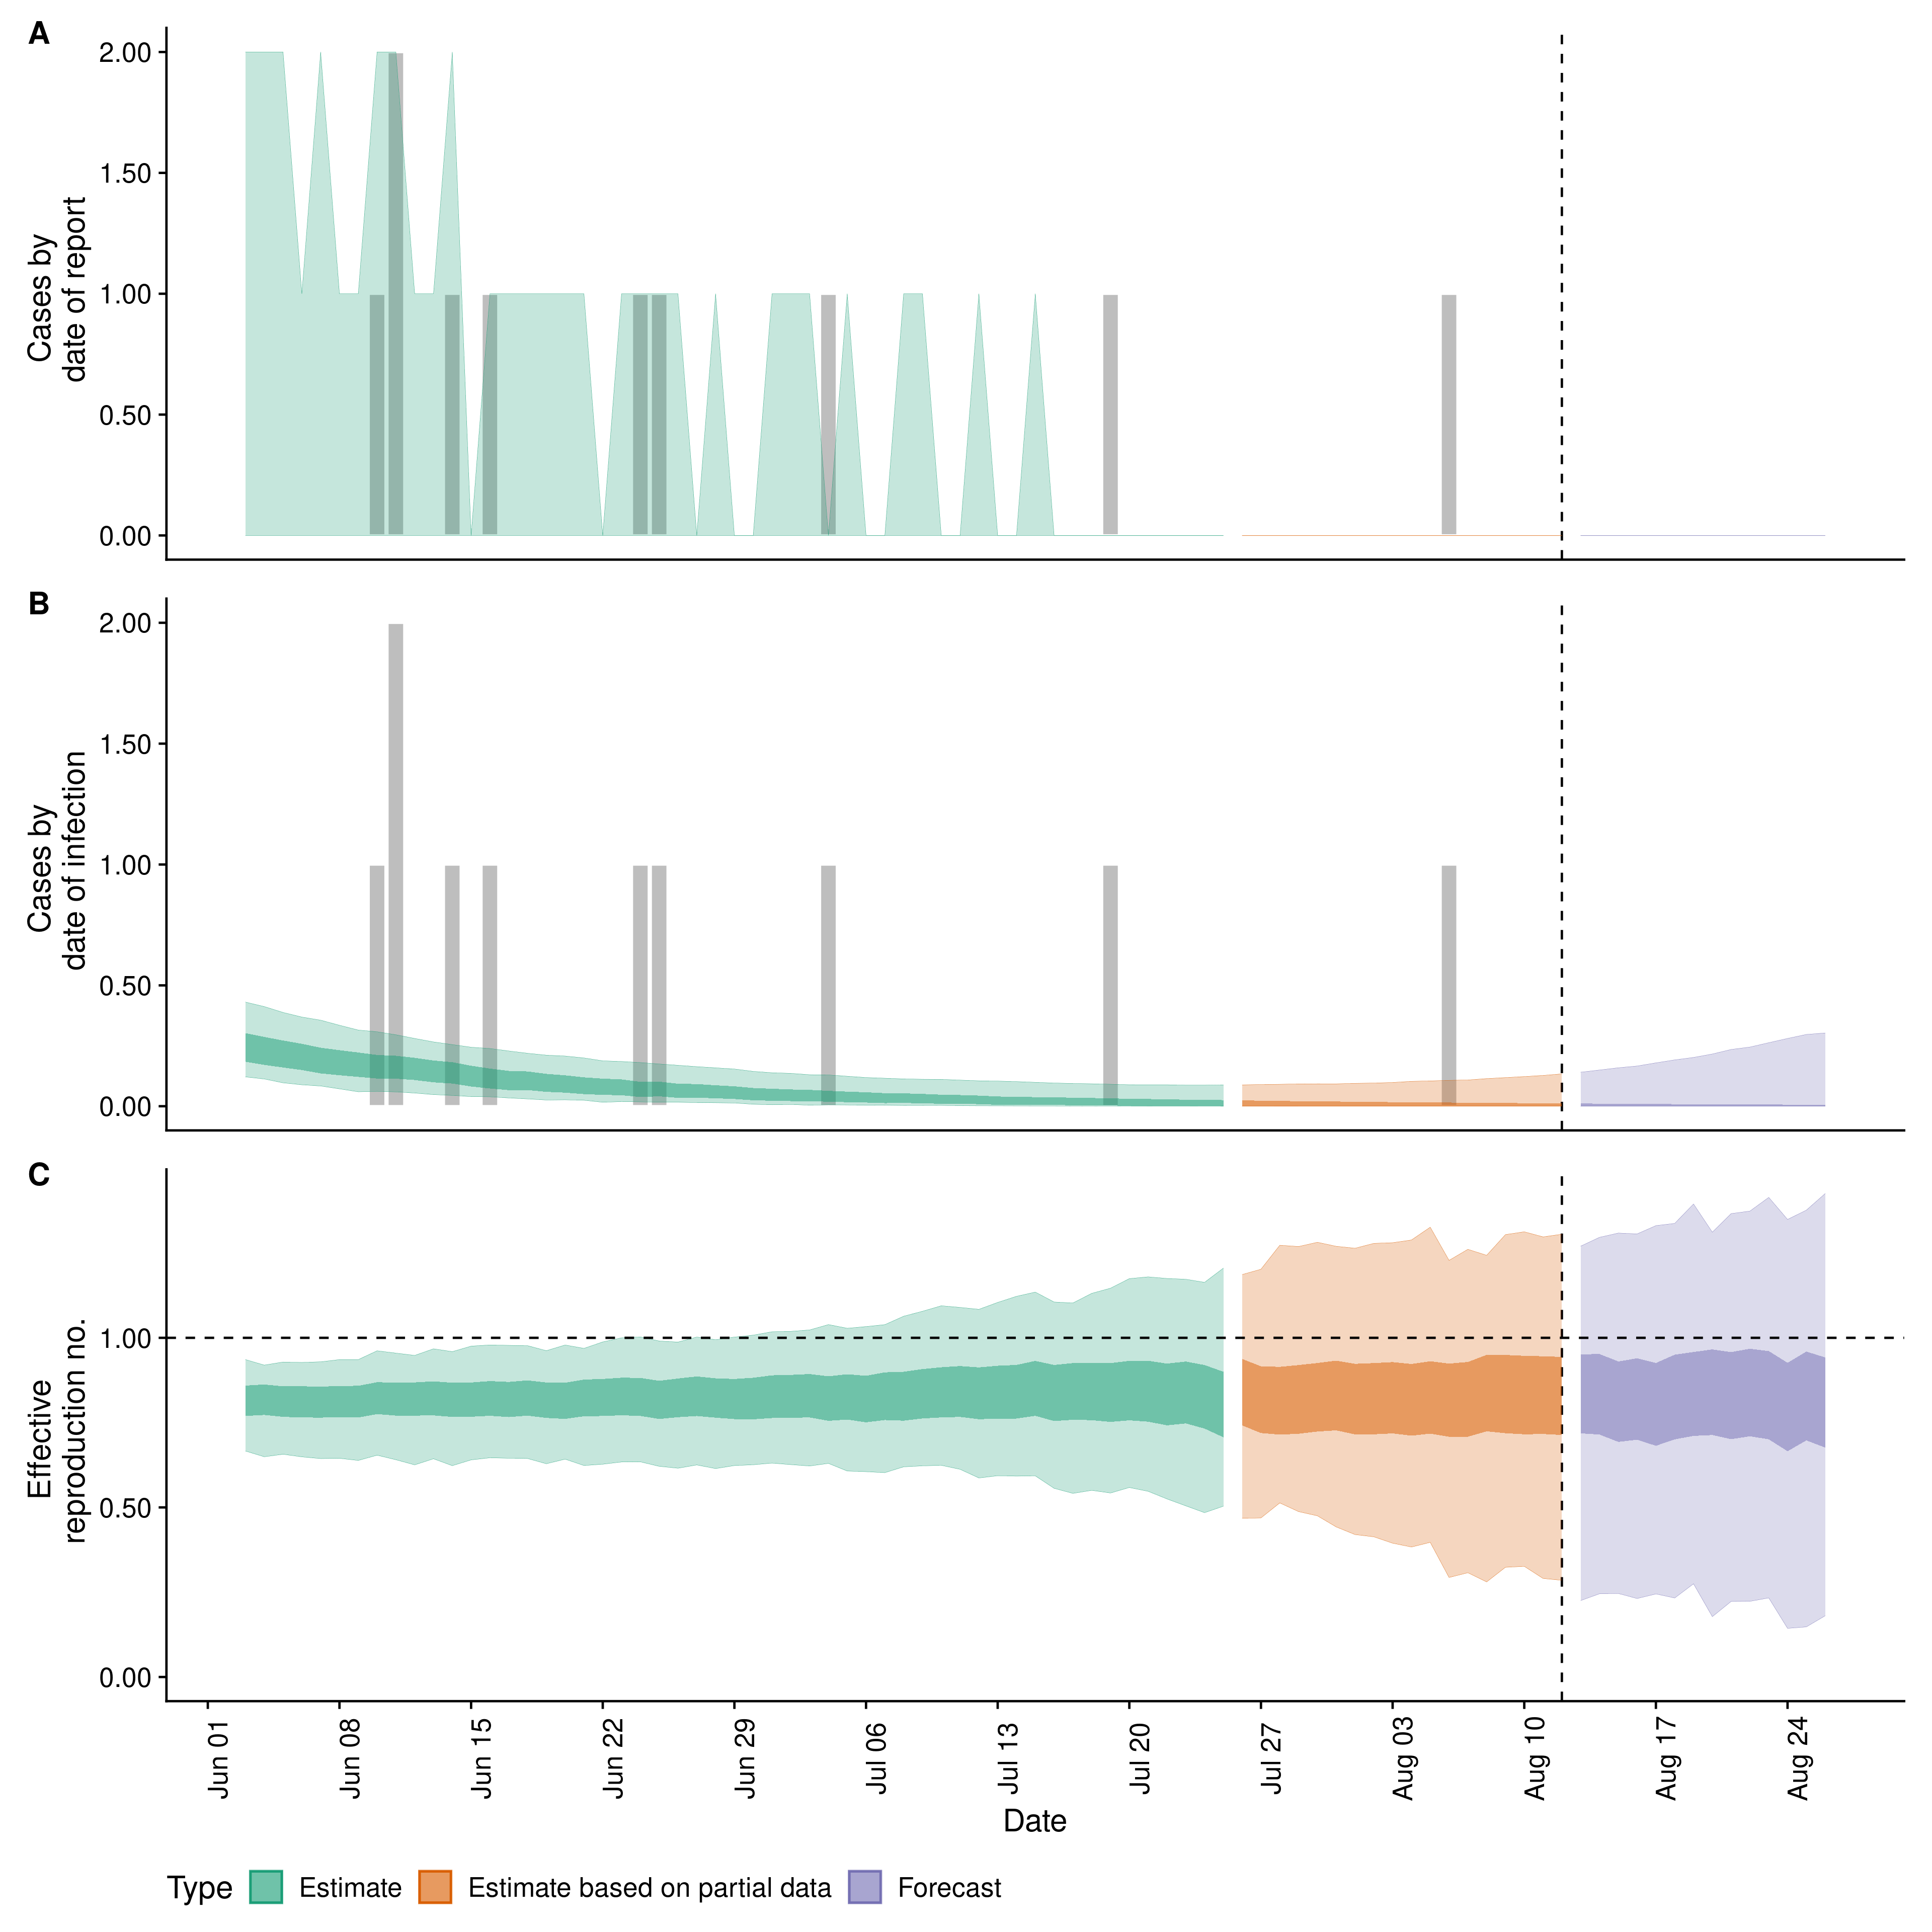 A
2.00
1.50
1.00
0.50
0.00
Cases by
date of report
B
2.00
1.50
1.00
0.50
0.00
Cases by
date of infection
C
1.00
0.50
0.00
Effective
reproduction no.
Jun 01
Jun 08
Jun 15
Jun 22
Jun 29
Jul 06
Jul 13
Jul 20
Jul 27
Aug 03
Aug 10
Aug 17
Aug 24
Date
Type Estimate Estimate based on partial data Forecast